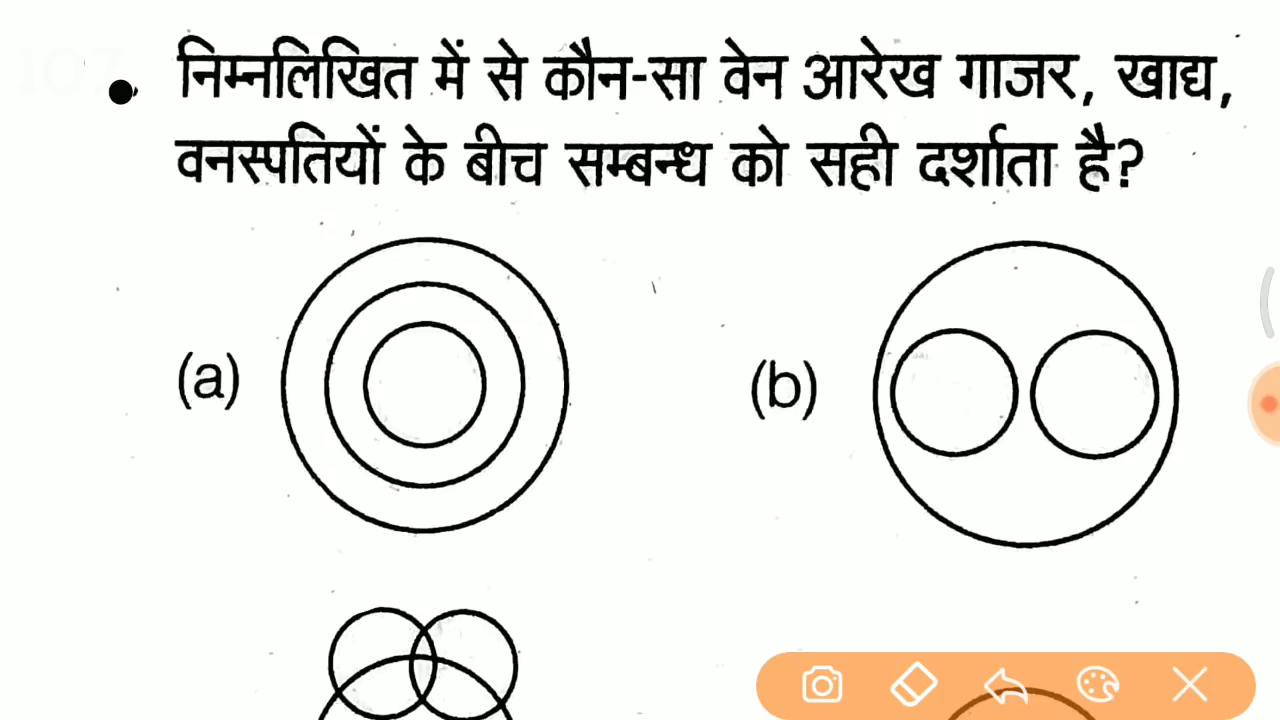 निम्नलिखित में से कौन-सा वेन आरेख गाजर, खाद्य,
वनस्पतियों के बीच सम्बन्ध को सही दर्शाता है?
(a)
(b)